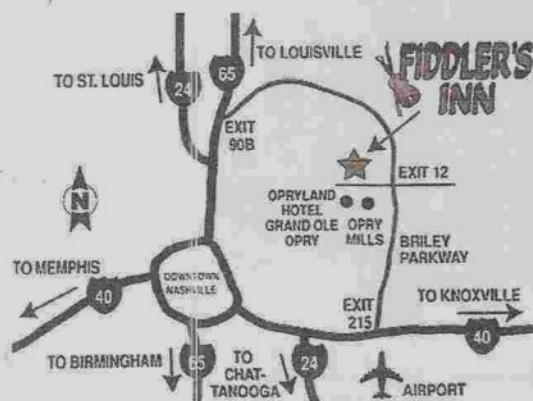 TO LOUISVILLE
TO ST. LOUIS
24
65
FIDDLER'S
INN
EXIT
90B
EXIT 12
N
OPRYLAND
HOTEL
GRAND OLE
OPRY
OPRY
MILLS
BRILEY
PARKWAY
TO MEMPHIS
40
DOWNTOWN
NASHVILLE
EXIT
215
TO KNOXVILLE
40
TO BIRMINGHAM
65
TO
CHAT-
TANOOGA
24
AIRPORT